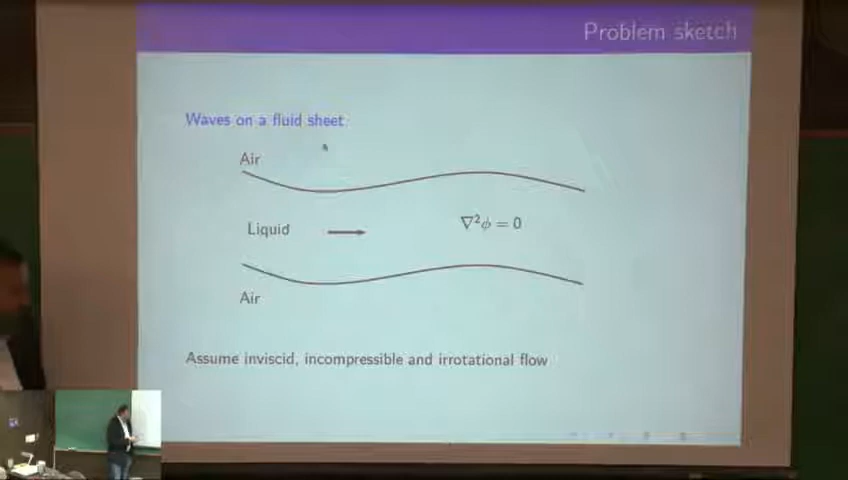 Problem sketch
Waves on a fluid sheet:
Air
Liquid
∇²ϕ = 0
Air
Assume inviscid, incompressible and irrotational flow